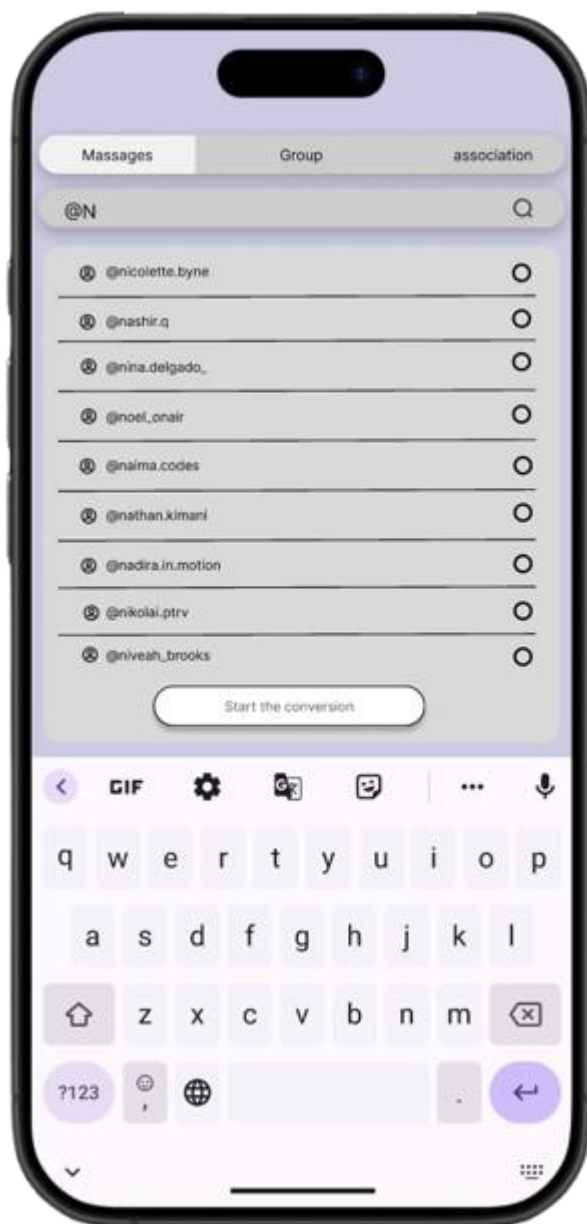 Massages Group association
@N
@nicolette.byne
@nashir.q
@nina.delgado_
@noel_onair
@naima.codes
@nathan.kimani
@nadira.in.motion
@nikolai.ptrv
@niveah_brooks
Start the conversion
GIF
q w e r t y u i o p
a s d f g h j k l
z x c v b n m
?123 , .